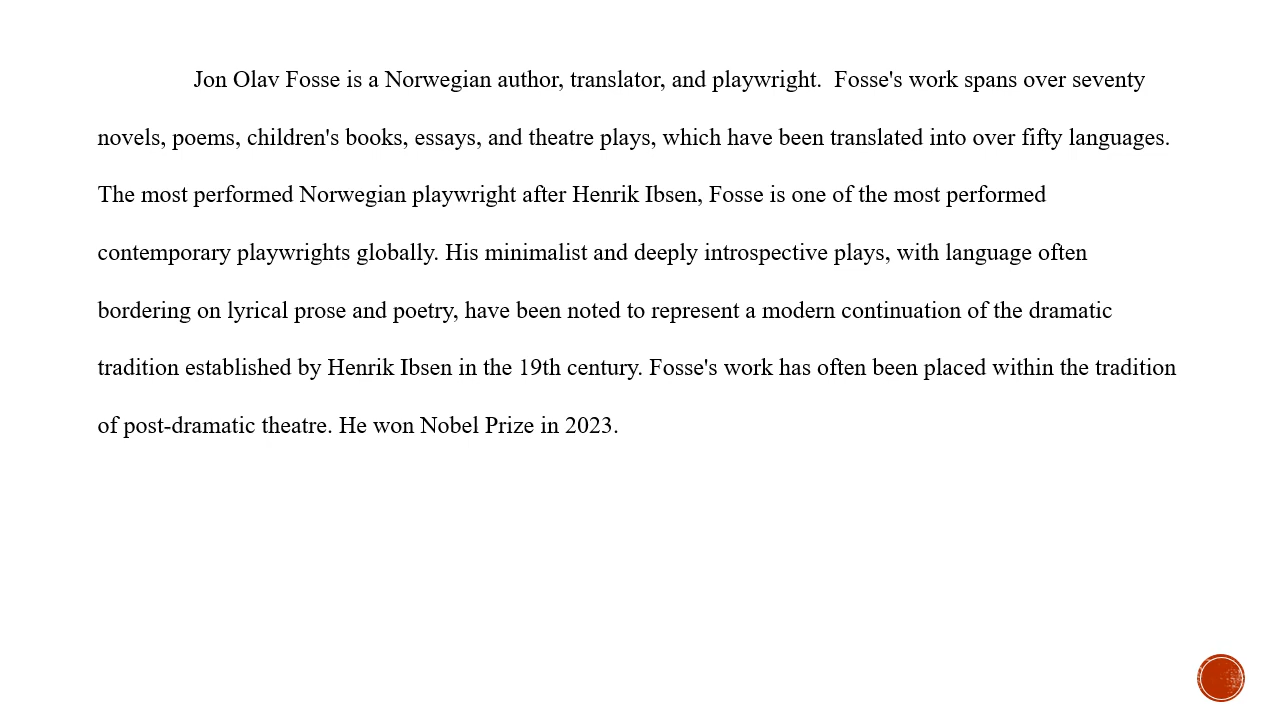 Jon Olav Fosse is a Norwegian author, translator, and playwright.  Fosse's work spans over seventy
novels, poems, children's books, essays, and theatre plays, which have been translated into over fifty languages.
The most performed Norwegian playwright after Henrik Ibsen, Fosse is one of the most performed
contemporary playwrights globally. His minimalist and deeply introspective plays, with language often
bordering on lyrical prose and poetry, have been noted to represent a modern continuation of the dramatic
tradition established by Henrik Ibsen in the 19th century. Fosse's work has often been placed within the tradition
of post-dramatic theatre. He won Nobel Prize in 2023.